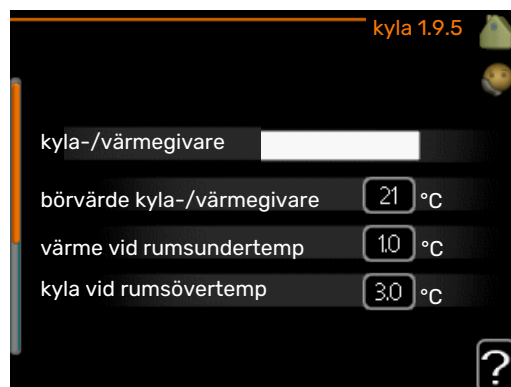 kyla 1.9.5
kyla-/värmegivare
börvärde kyla-/värmegivare 21 °C
värme vid rumsundertemp 1.0 °C
kyla vid rumsövertemp 3.0 °C
?